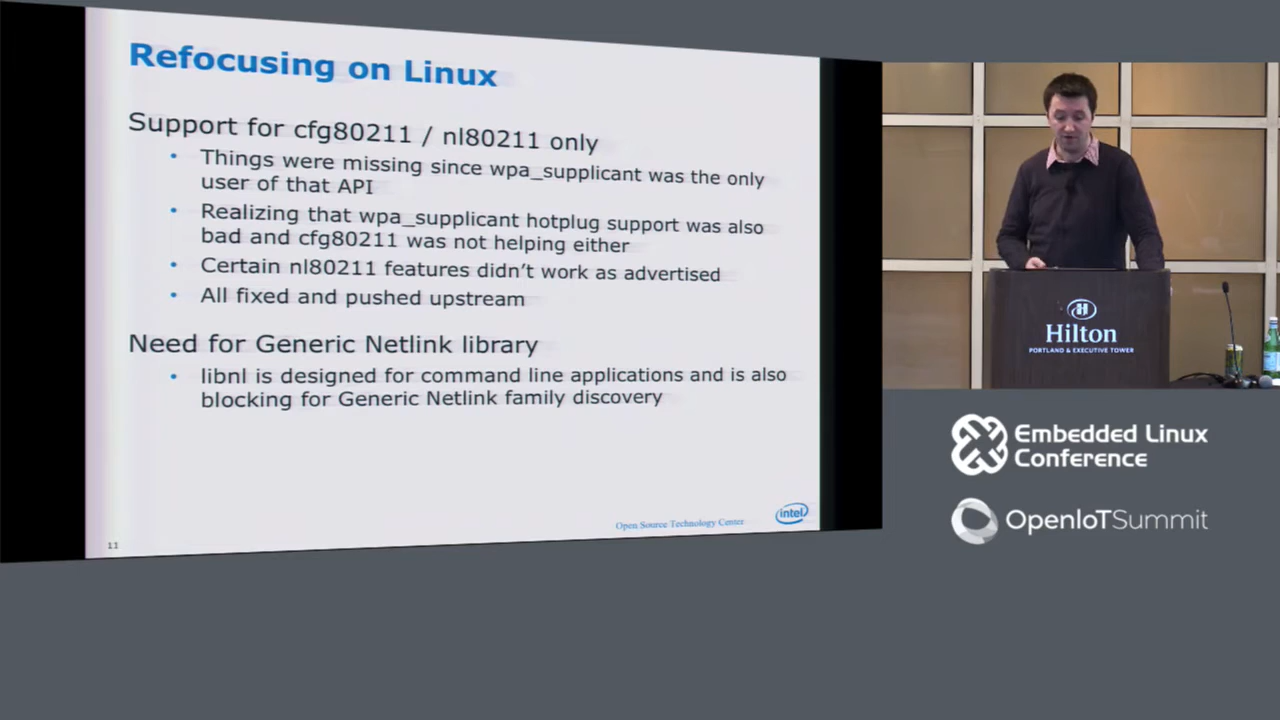 Refocusing on Linux
Support for cfg80211 / nl80211 only
• Things were missing since wpa_supplicant was the only
user of that API
• Realizing that wpa_supplicant hotplug support was also
bad and cfg80211 was not helping either
• Certain nl80211 features didn't work as advertised
• All fixed and pushed upstream
Need for Generic Netlink library
• libnl is designed for command line applications and is also
blocking for Generic Netlink family discovery
Open Source Technology Center
intel
11
Hilton
PORTLAND & EXECUTIVE TOWER
Embedded Linux
Conference
OpenIoTSummit